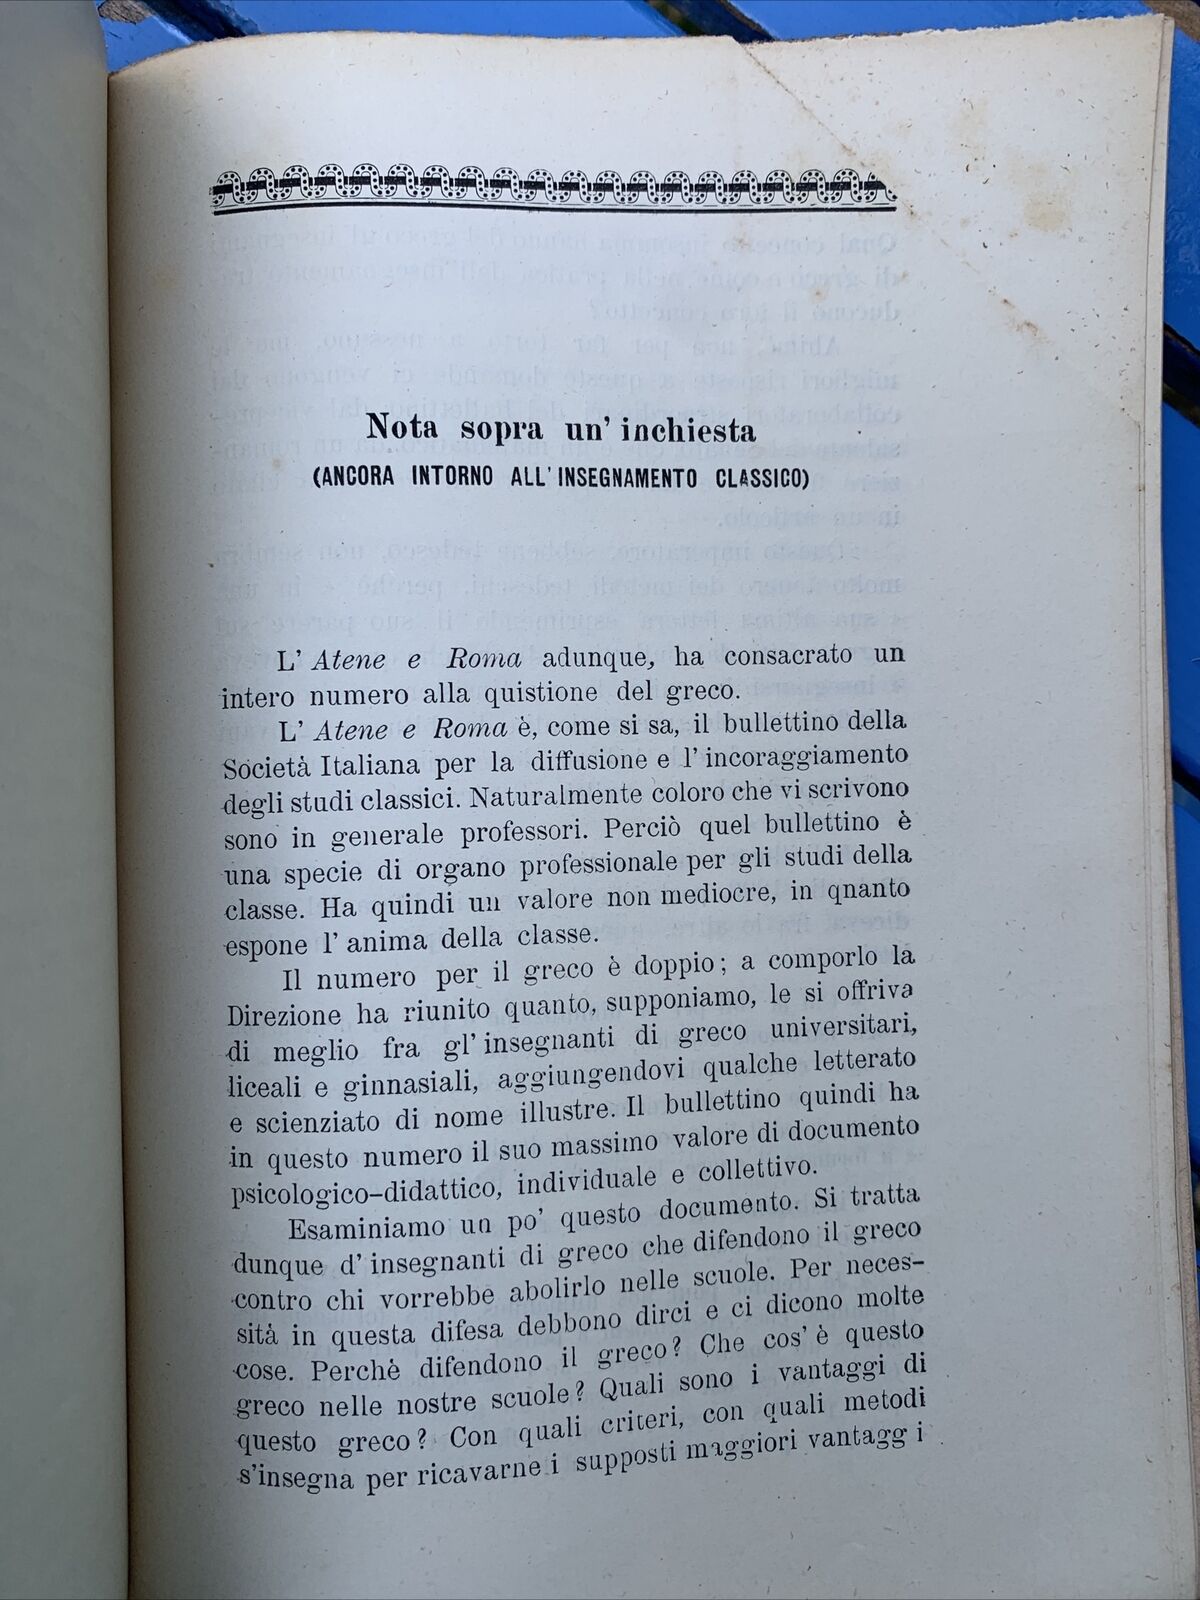 Nota sopra un' inchiesta
(ANCORA INTORNO ALL' INSEGNAMENTO CLASSICO)
L' Atene e Roma adunque, ha consacrato un
intero numero alla quistione del greco.
L' Atene e Roma è, come si sa, il bullettino della
Società Italiana per la diffusione e l' incoraggiamento
degli studi classici. Naturalmente coloro che vi scrivono
sono in generale professori. Perciò quel bullettino è
una specie di organo professionale per gli studi della
classe. Ha quindi un valore non mediocre, in qnanto
espone l' anima della classe.
Il numero per il greco è doppio; a comporlo la
Direzione ha riunito quanto, supponiamo, le si offriva
di meglio fra gl' insegnanti di greco universitari,
liceali e ginnasiali, aggiungendovi qualche letterato
e scienziato di nome illustre. Il bullettino quindi ha
in questo numero il suo massimo valore di documento
psicologico-didattico, individuale e collettivo.
Esaminiamo un po' questo documento. Si tratta
dunque d' insegnanti di greco che difendono il greco
contro chi vorrebbe abolirlo nelle scuole. Per neces-
sità in questa difesa debbono dirci e ci dicono molte
cose. Perchè difendono il greco? Che cos' è questo
greco nelle nostre scuole? Quali sono i vantaggi di
questo greco? Con quali criteri, con quali metodi
s'insegna per ricavarne i supposti maggiori vantagg i